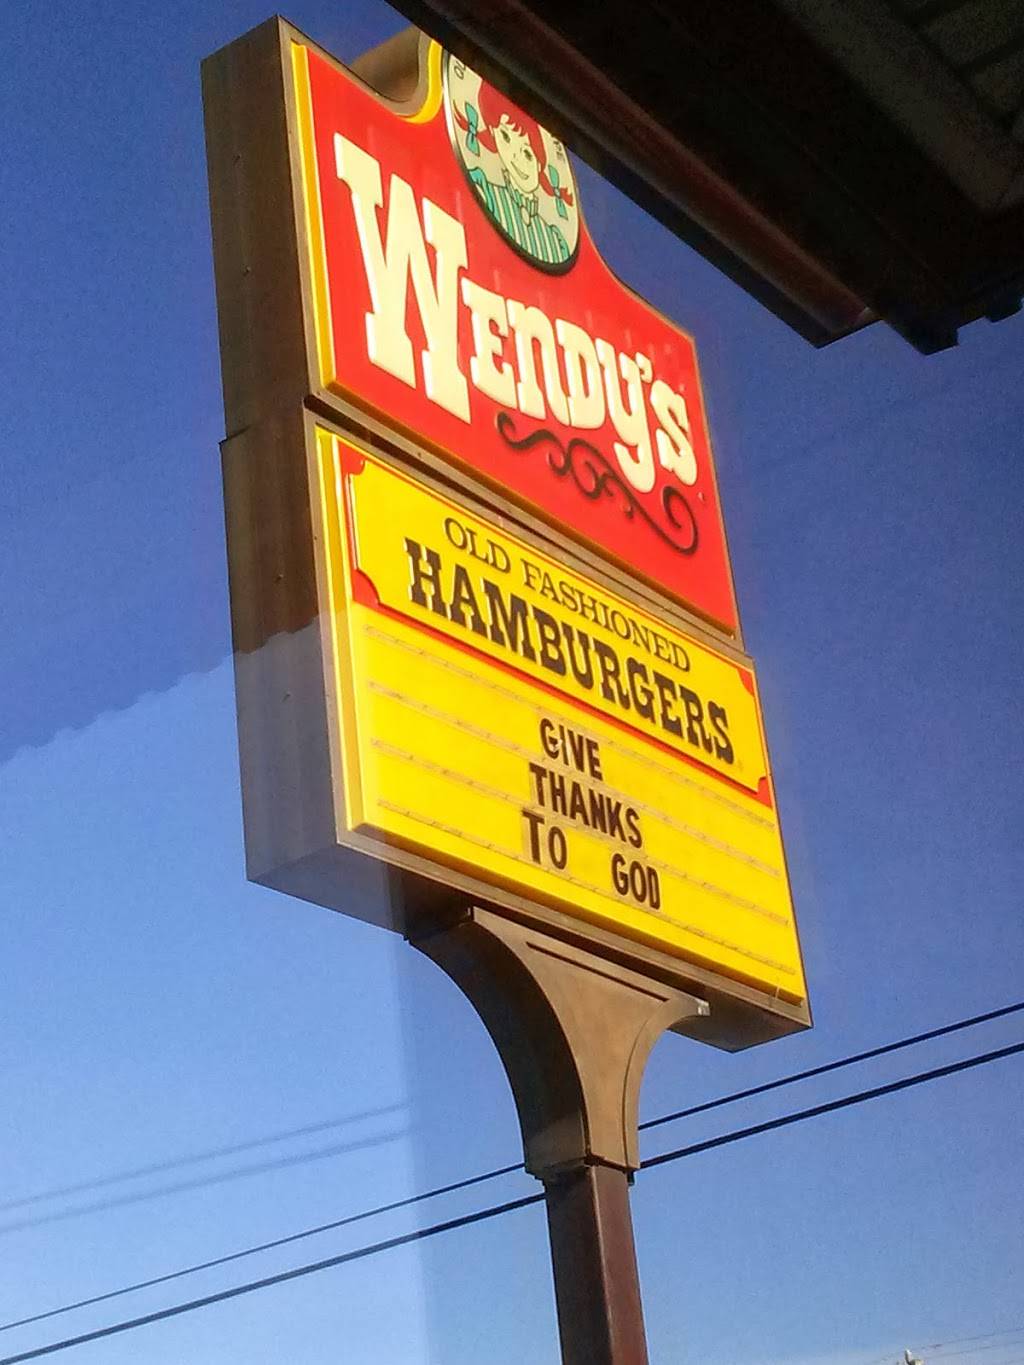 Wendy's
OLD FASHIONED
HAMBURGERS
GIVE
THANKS
TO GOD